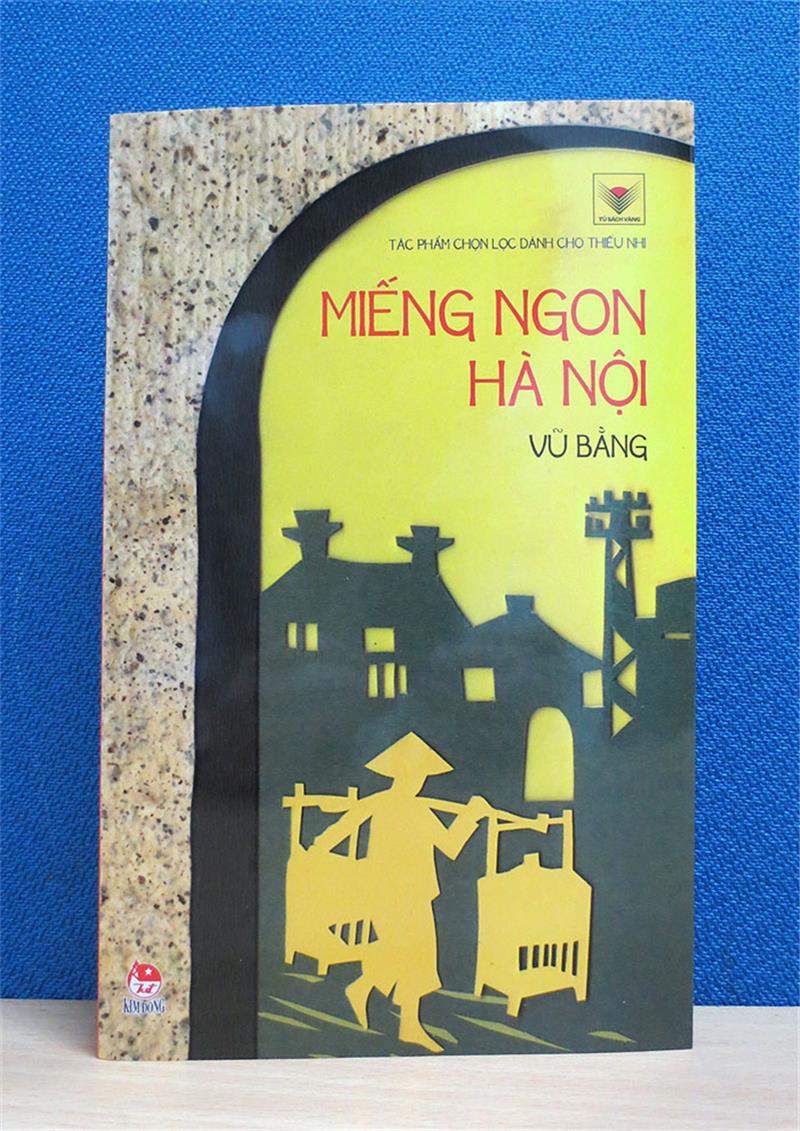 TỦ SÁCH VÀNG
TÁC PHẨM CHỌN LỌC DÀNH CHO THIẾU NHI
MIẾNG NGON
HÀ NỘI
VŨ BẰNG
KIM ĐỒNG